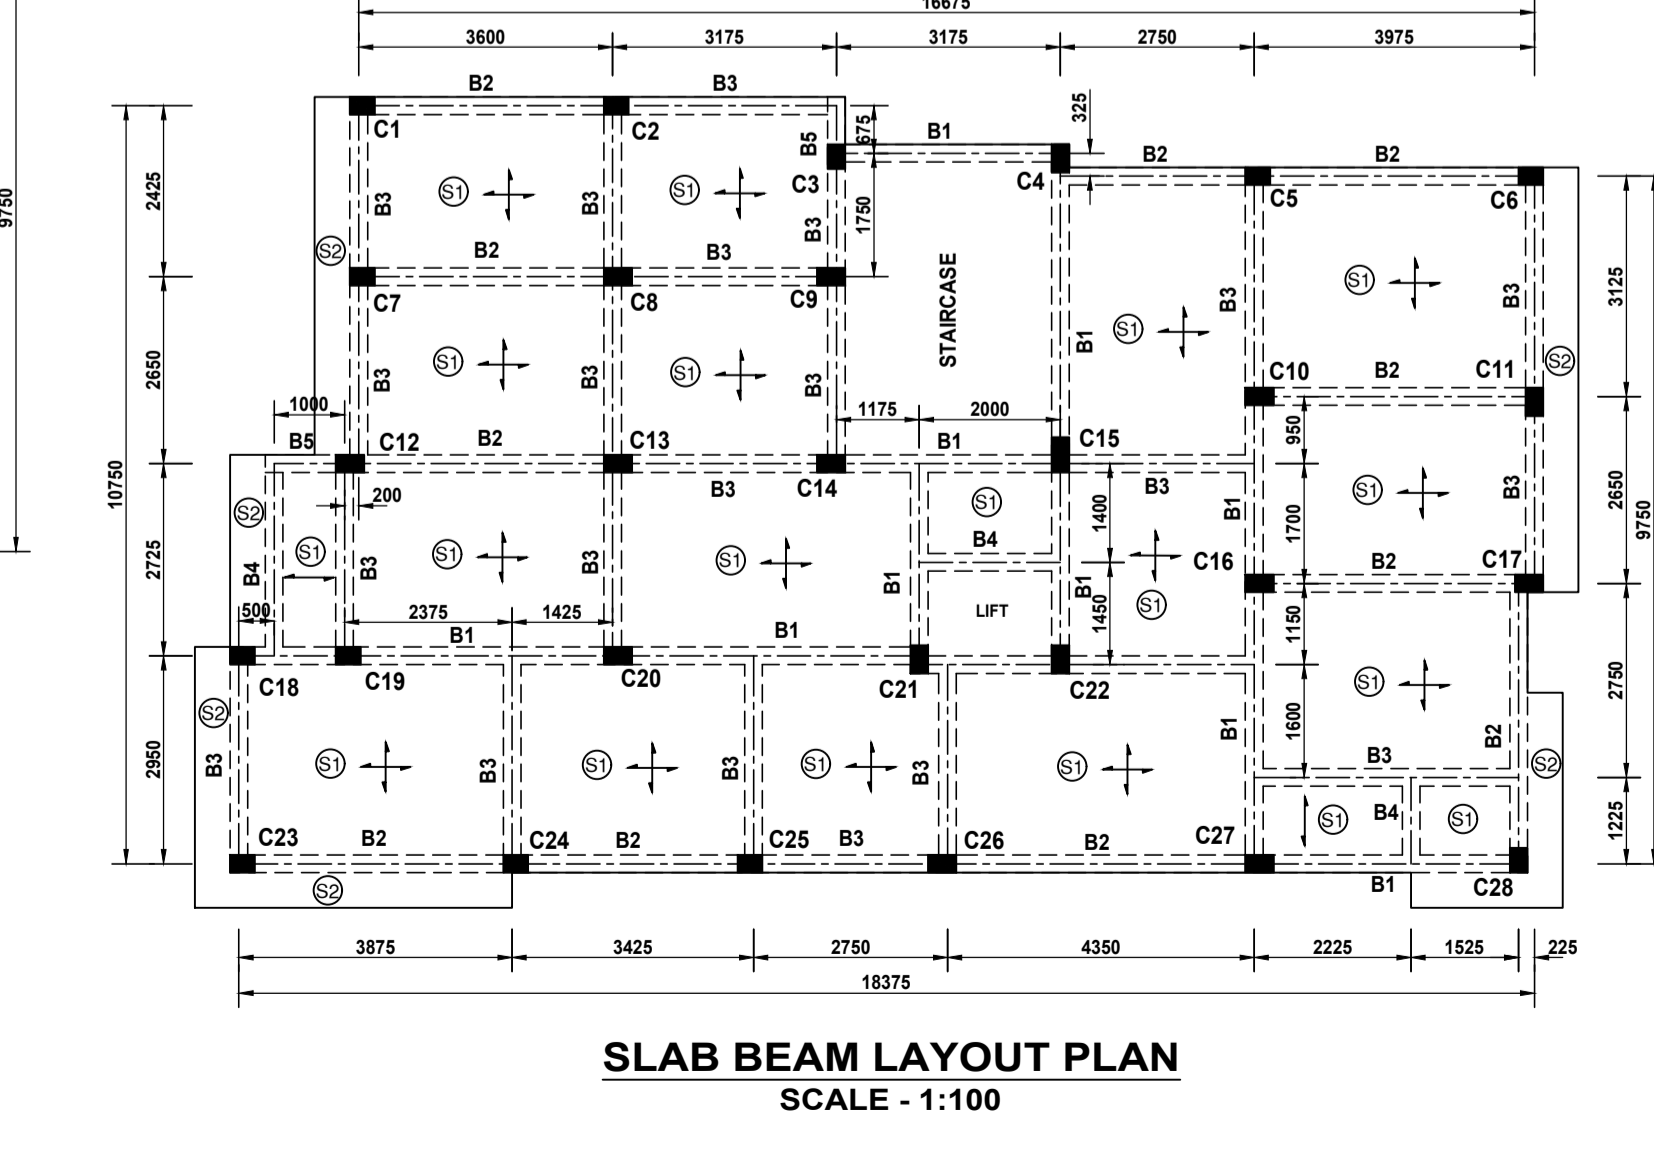 16675
3600 3175 3175 2750 3975
B2 B3
325
C1 C2 B5 675 B1 B2 B2
C3 C4 C5 C6
9750 2425 B3 S1 B3 S1 B3 1750
S2 B2 B3 STAIRCASE S1 B3 3125
C7 C8 C9 B3 S1 B1
2650 B3 S1 B3 S1 B3 C10 B2 C11 S2
1000 1175 2000 950
B5 C12 B2 C13 B1 C15
10750 200 B3 C14 B3 S1 B3 2650
S2 S1 1400 B1 1700 9750
2725 S1 B3 S1 B3 S1 B4 C16 B2 C17
B4 B1 B1 S1
500 2375 1425 LIFT 1450 1150
B1 B1
C18 C19 C20 C21 C22 S1 2750
S2 B1 1600 B2
2950 B3 S1 B3 S1 B3 S1 B3 S1 B3 S2
S1 B4 S1 1225
C23 B2 C24 B2 C25 B3 C26 B2 C27
S2 B1 C28
3875 3425 2750 4350 2225 1525 225
18375
SLAB BEAM LAYOUT PLAN
SCALE - 1:100